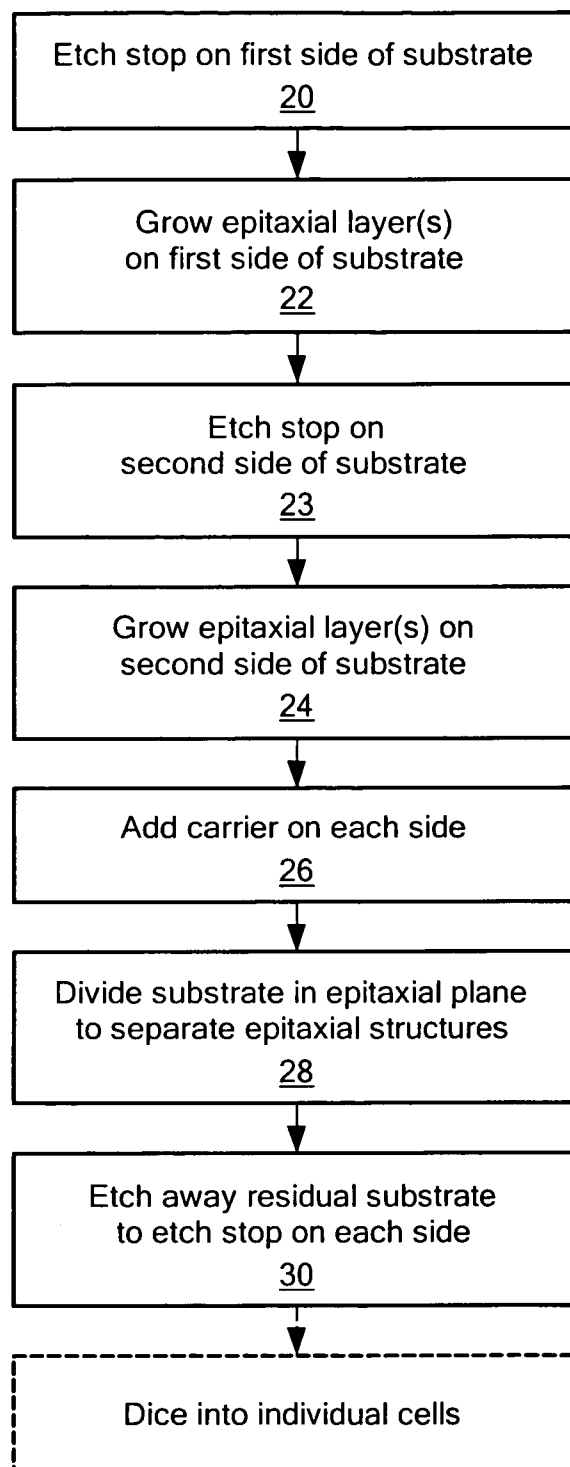 Etch stop on first side of substrate
20
Grow epitaxial layer(s)
on first side of substrate
22
Etch stop on
second side of substrate
23
Grow epitaxial layer(s) on
second side of substrate
24
Add carrier on each side
26
Divide substrate in epitaxial plane
to separate epitaxial structures
28
Etch away residual substrate
to etch stop on each side
30
Dice into individual cells